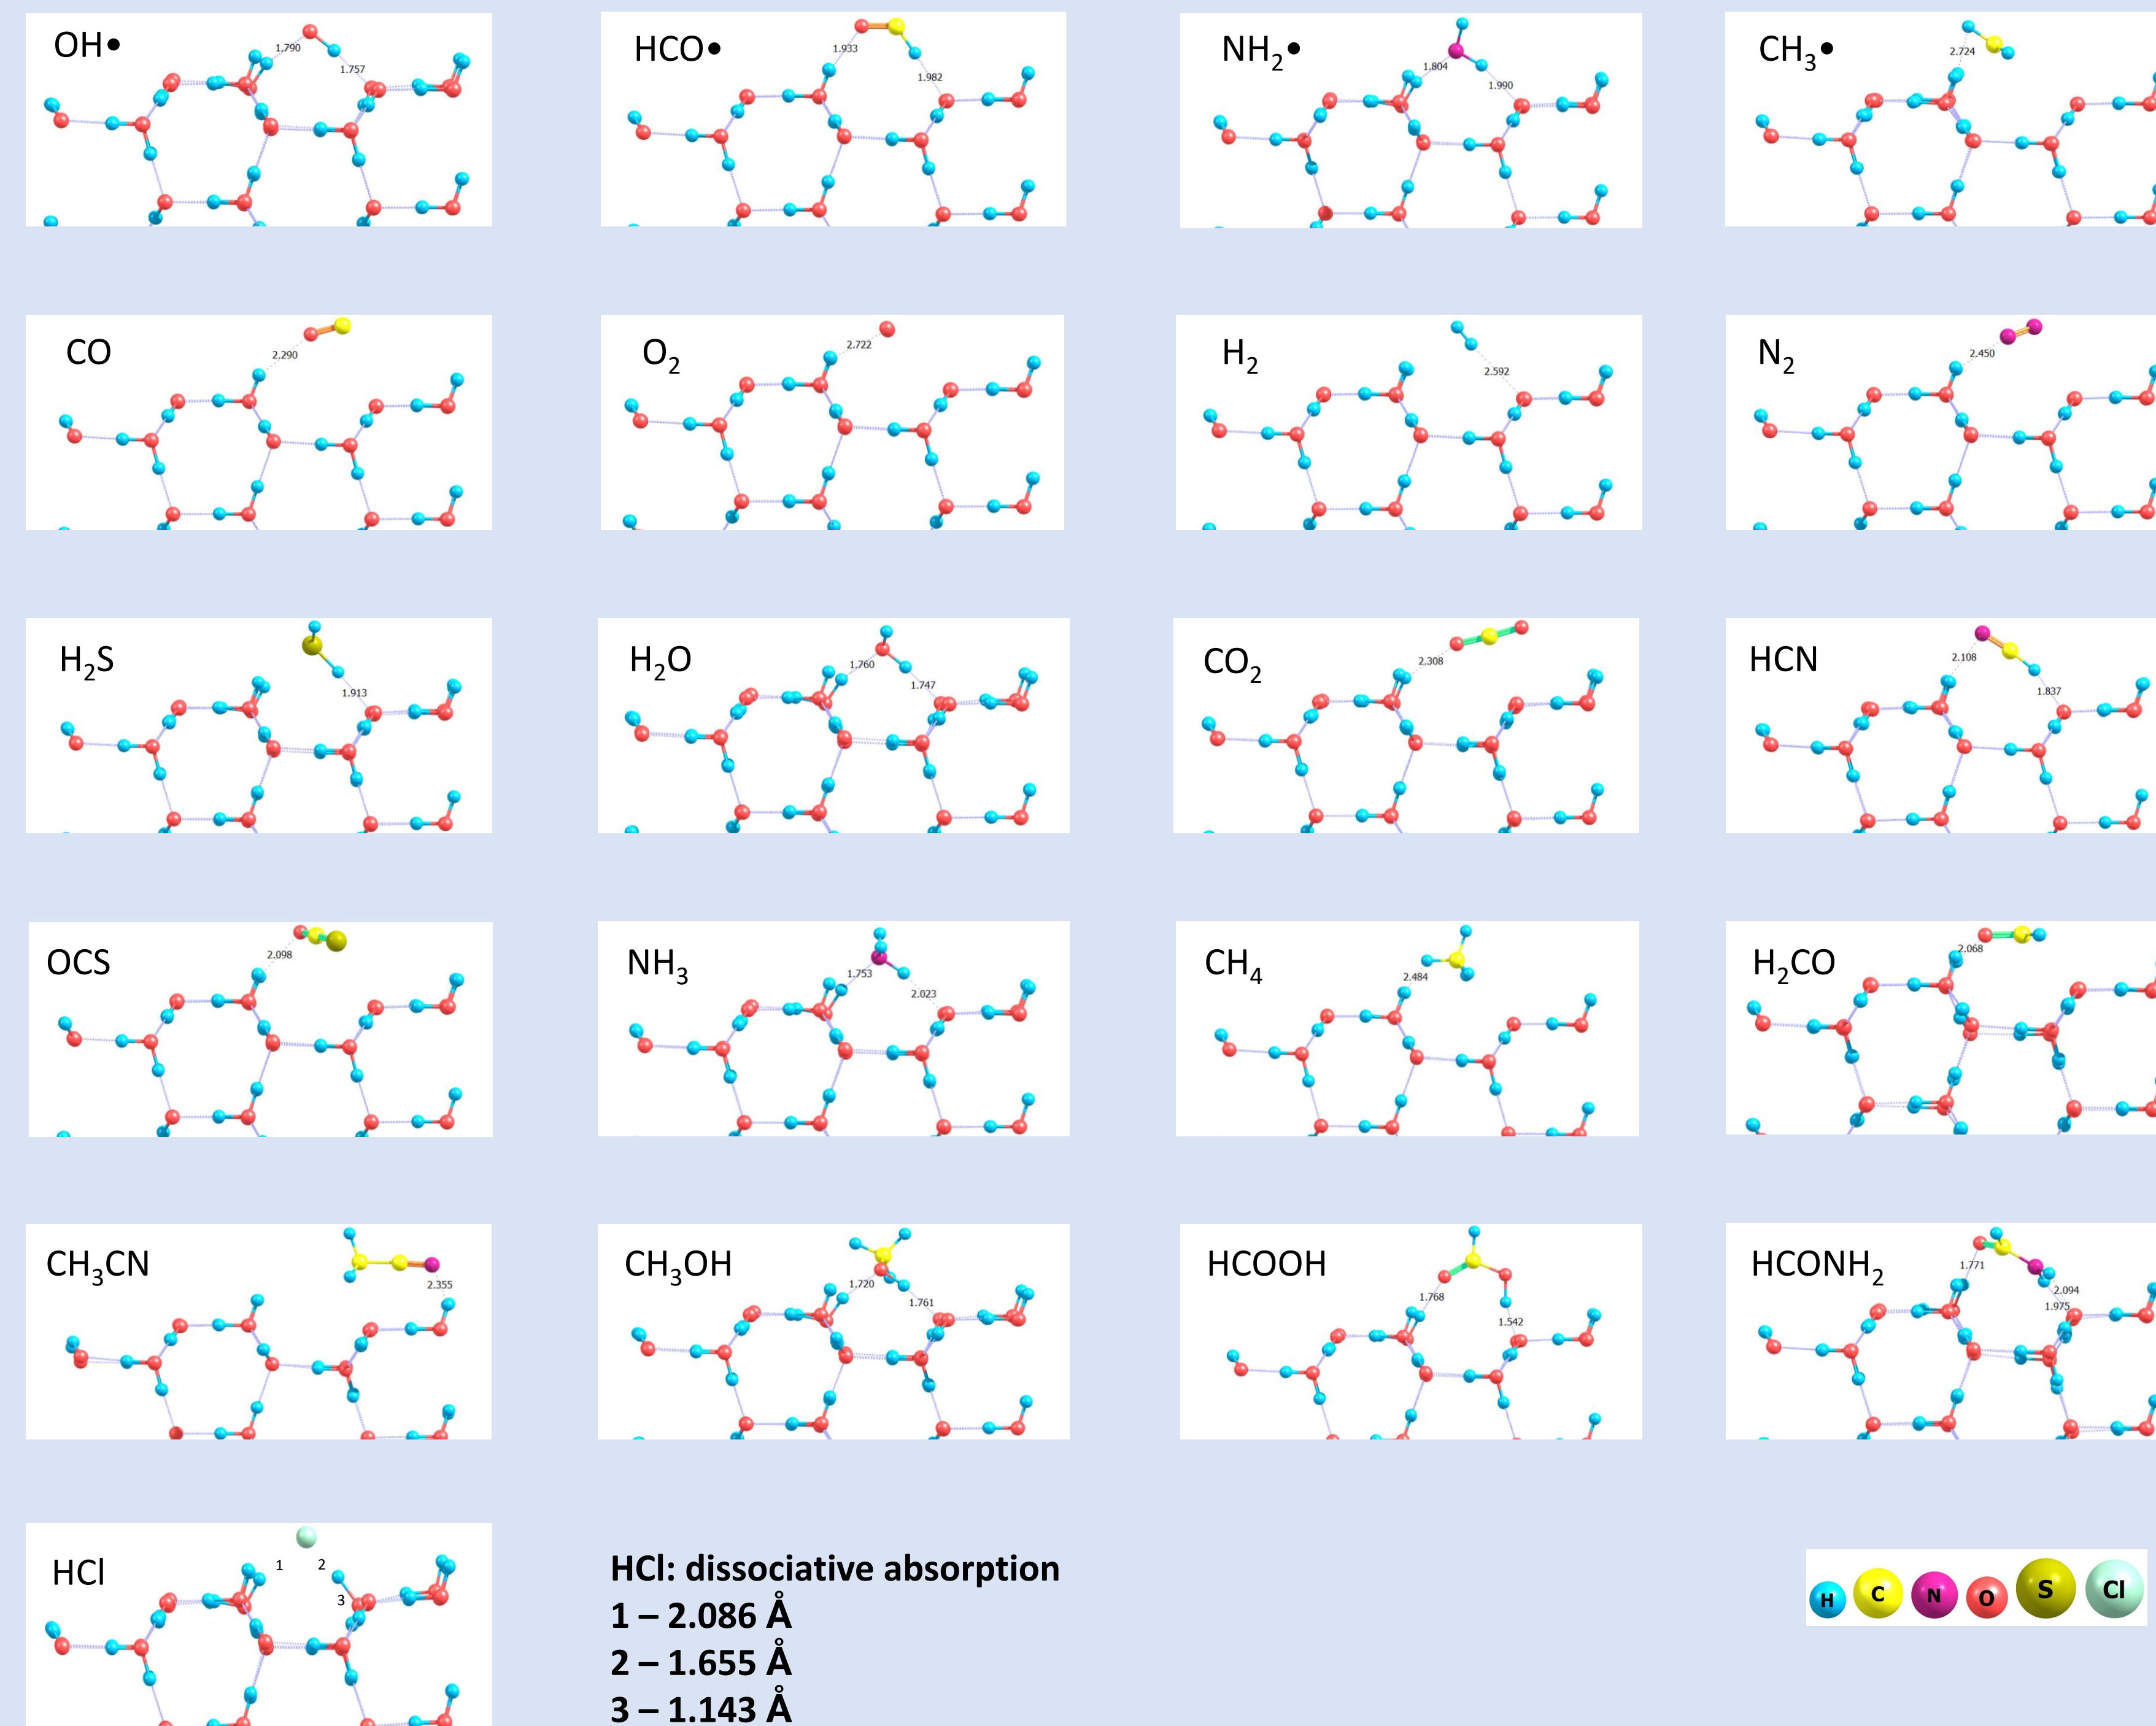 OH•
1.790
1.757
HCO•
1.933
1.982
NH₂•
1.804
1.990
CH₃•
2.724
CO
2.290
O₂
2.722
H₂
2.592
N₂
2.450
H₂S
1.913
H₂O
1.760
1.747
CO₂
2.308
HCN
2.108
1.837
OCS
2.098
NH₃
1.753
2.023
CH₄
2.484
H₂CO
2.068
CH₃CN
2.355
CH₃OH
1.720
1.761
HCOOH
1.768
1.542
HCONH₂
1.771
2.094
1.975
HCl
1
2
3
HCl: dissociative absorption
1 – 2.086 Å
2 – 1.655 Å
3 – 1.143 Å
H C N O S Cl